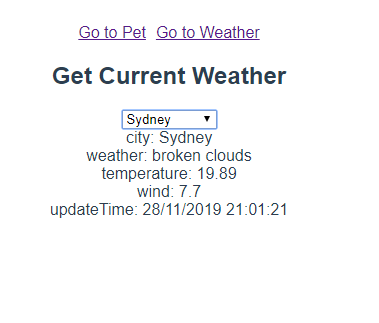 Go to Pet Go to Weather
Get Current Weather
Sydney
city: Sydney
weather: broken clouds
temperature: 19.89
wind: 7.7
updateTime: 28/11/2019 21:01:21